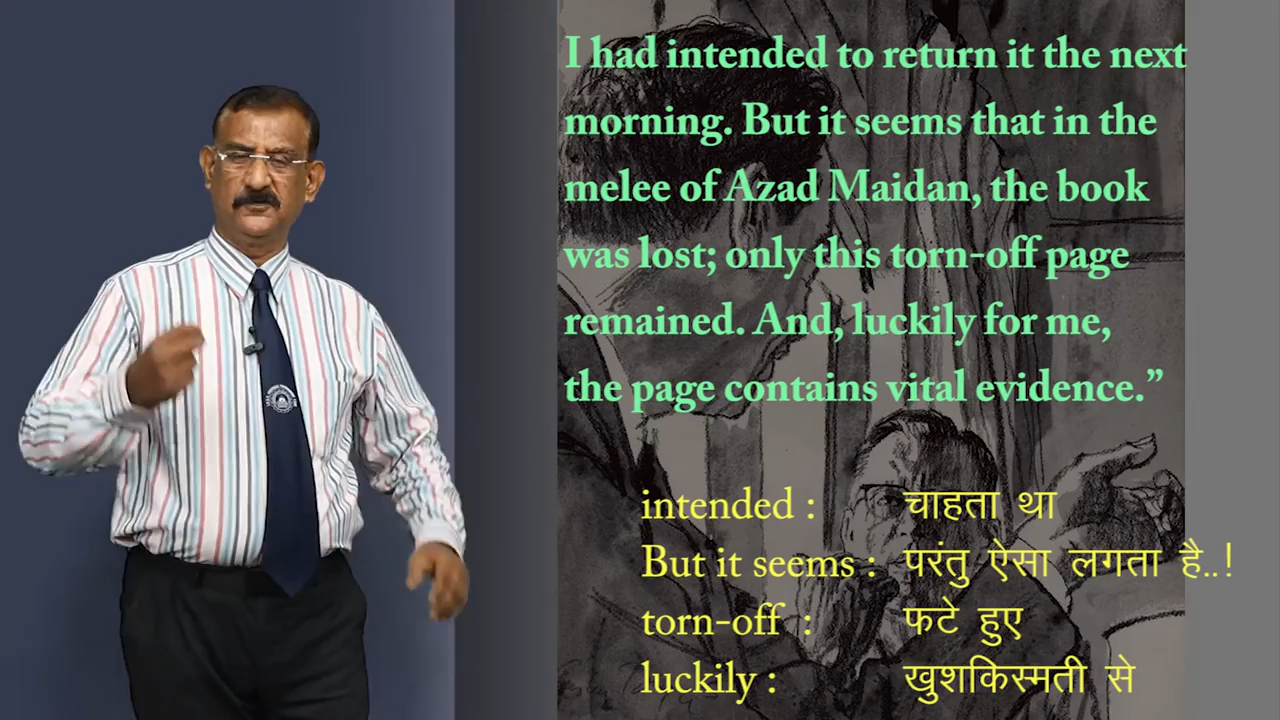 I had intended to return it the next
morning. But it seems that in the
melee of Azad Maidan, the book
was lost; only this torn-off page
remained. And, luckily for me,
the page contains vital evidence.”
intended : चाहता था
But it seems : परंतु ऐसा लगता है..!
torn-off : फटे हुए
luckily : खुशकिस्मती से